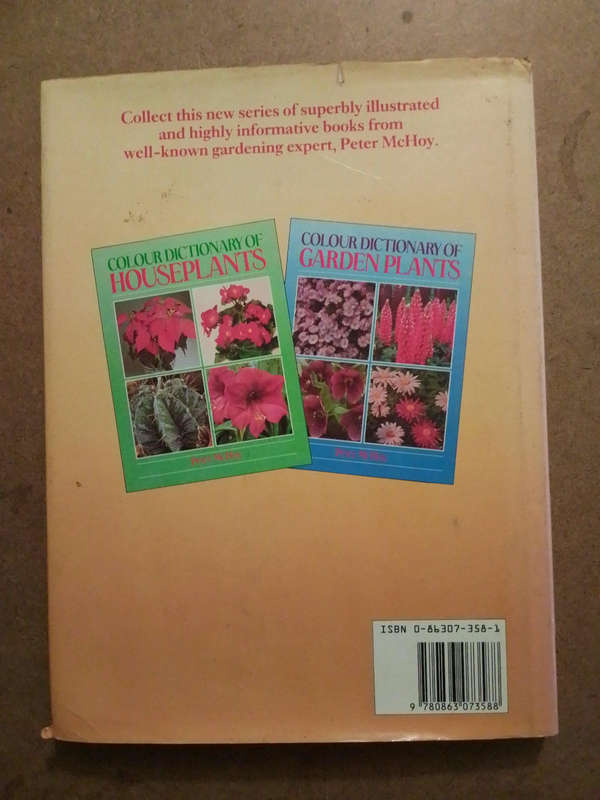 Collect this new series of superbly illustrated
and highly informative books from
well-known gardening expert, Peter McHoy.
COLOUR DICTIONARY OF
HOUSEPLANTS
COLOUR DICTIONARY OF
GARDEN PLANTS
ISBN 0-86307-358-1
9 780863 073588